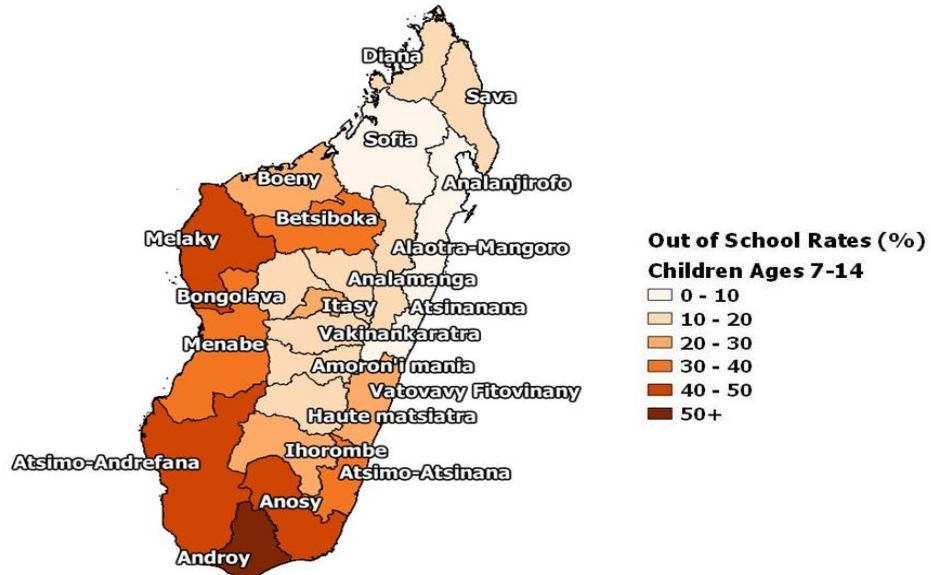 Diana
Sava
Sofia
Analanjirofo
Boeny
Betsiboka
Melaky
Alaotra-Mangoro
Analamanga
Bongolava
Itasy
Atsinanana
Vakinankaratra
Menabe
Amoron'i mania
Vatovavy Fitovinany
Haute matsiatra
Ihorombe
Atsimo-Andrefana
Atsimo-Atsinana
Anosy
Androy
Out of School Rates (%)
Children Ages 7-14
0 - 10
10 - 20
20 - 30
30 - 40
40 - 50
50+